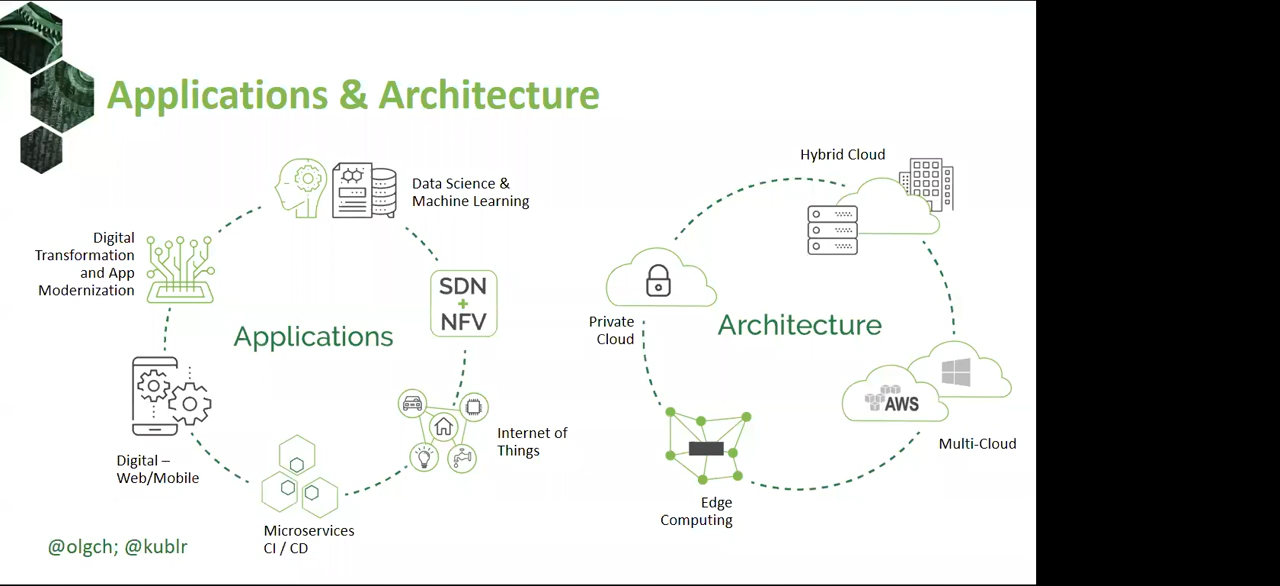 Applications & Architecture
Data Science &
Machine Learning
Digital
Transformation
and App
Modernization
SDN
+
NFV
Applications
Digital –
Web/Mobile
Internet of
Things
Microservices
CI / CD
Hybrid Cloud
Private
Cloud
Architecture
AWS
Multi-Cloud
Edge
Computing
@olgch; @kublr